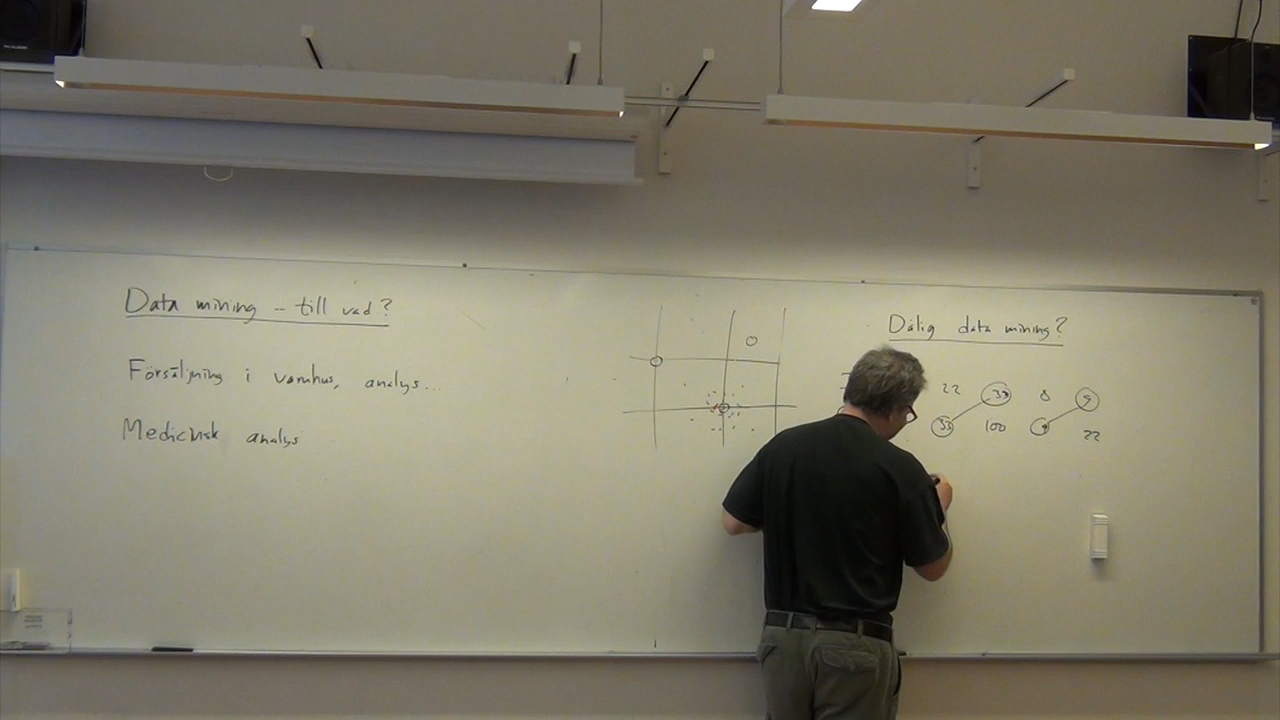 Data mining -- till vad?
Försäljning i varuhus, analys...
Medicinsk analys
Dålig data mining?
22 33 8 9
33 100 9 22